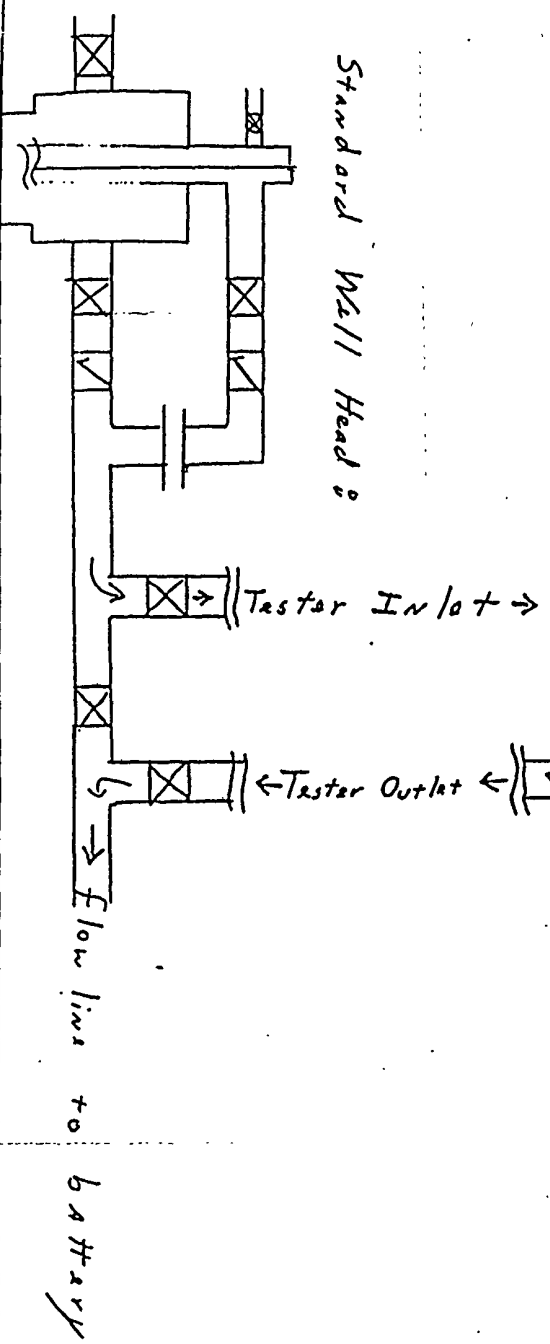 Standard Well Head:
Tester Inlet →
← Tester Outlet ←
→ flow line to battery